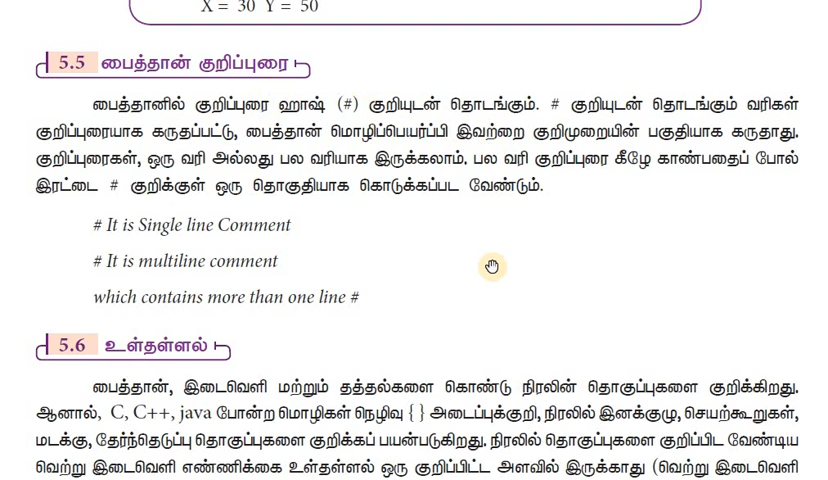 X = 30 Y = 50
5.5 பைத்தான் குறிப்புரை
பைத்தானில் குறிப்புரை ஹாஷ் (#) குறியுடன் தொடங்கும். # குறியுடன் தொடங்கும் வரிகள்
குறிப்புரையாக கருதப்பட்டு, பைத்தான் மொழிப்பெயர்ப்பி இவற்றை குறிமுறையின் பகுதியாக கருதாது.
குறிப்புரைகள், ஒரு வரி அல்லது பல வரியாக இருக்கலாம். பல வரி குறிப்புரை கீழே காண்பதைப் போல்
இரட்டை # குறிக்குள் ஒரு தொகுதியாக கொடுக்கப்பட வேண்டும்.
# It is Single line Comment
# It is multiline comment
which contains more than one line #
5.6 உள்தள்ளல்
பைத்தான், இடைவெளி மற்றும் தத்தல்களை கொண்டு நிரலின் தொகுப்புகளை குறிக்கிறது.
ஆனால், C, C++, java போன்ற மொழிகள் நெழிவு { } அடைப்புக்குறி, நிரலில் இனக்குழு, செயற்கூறுகள்,
மடக்கு, தேர்ந்தெடுப்பு தொகுப்புகளை குறிக்கப் பயன்படுகிறது. நிரலில் தொகுப்புகளை குறிப்பிட வேண்டிய
வெற்று இடைவெளி எண்ணிக்கை உள்தள்ளல் ஒரு குறிப்பிட்ட அளவில் இருக்காது (வெற்று இடைவெளி